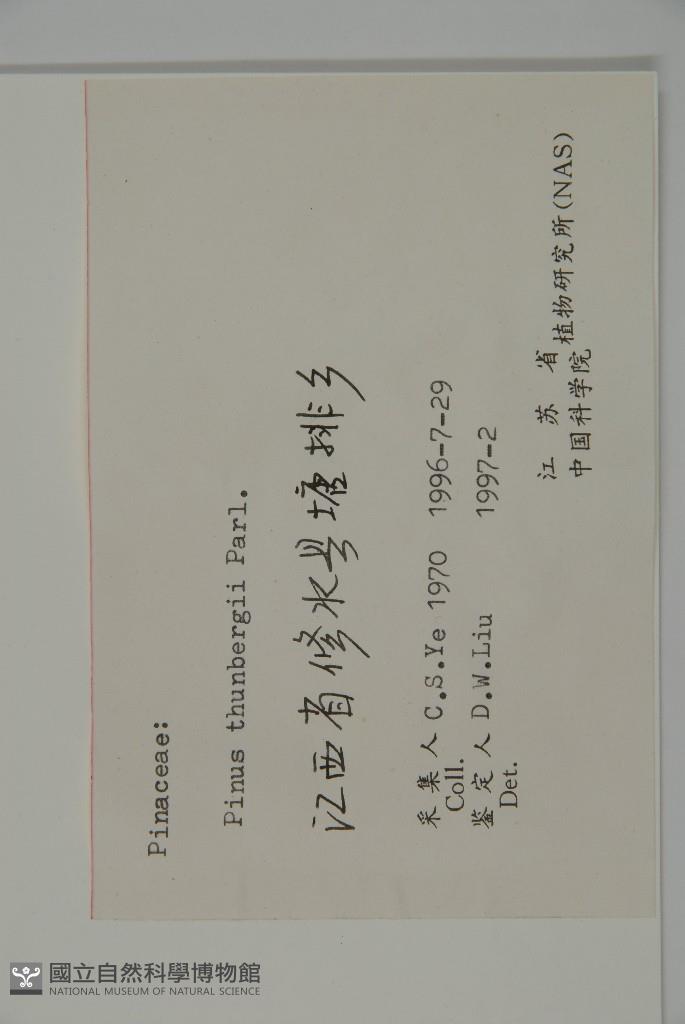 Pinaceae:
Pinus thunbergii Parl.
江西省修水县塘排乡
采集人 C.S.Ye 1970 1996-7-29
Coll.
鉴定人 D.W.Liu 1997-2
Det.
江苏省
中国科学院植物研究所(NAS)
國立自然科學博物館
NATIONAL MUSEUM OF NATURAL SCIENCE